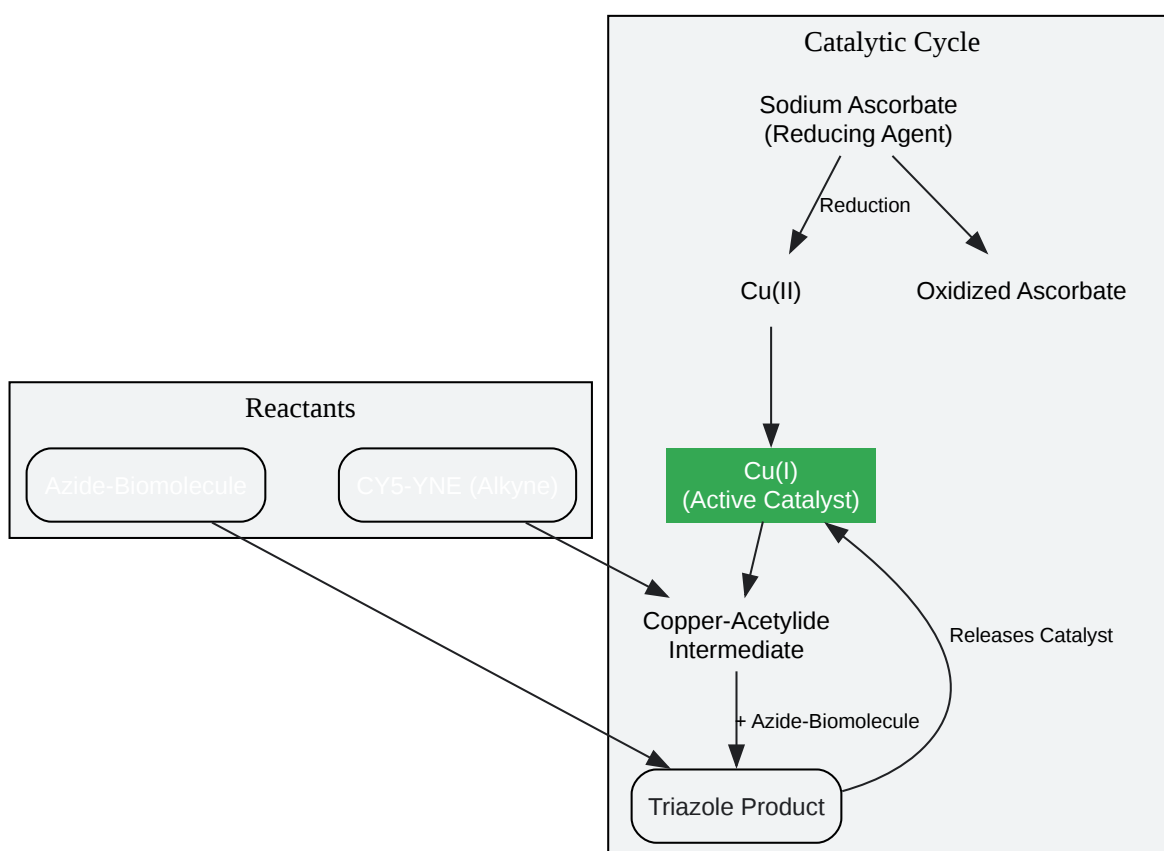 Catalytic Cycle
Sodium Ascorbate
(Reducing Agent)
Reduction
Cu(II)
Oxidized Ascorbate
Reactants
Azide-Biomolecule
CY5-YNE (Alkyne)
Cu(I)
(Active Catalyst)
Copper-Acetylide
Intermediate
Releases Catalyst
+ Azide-Biomolecule
Triazole Product